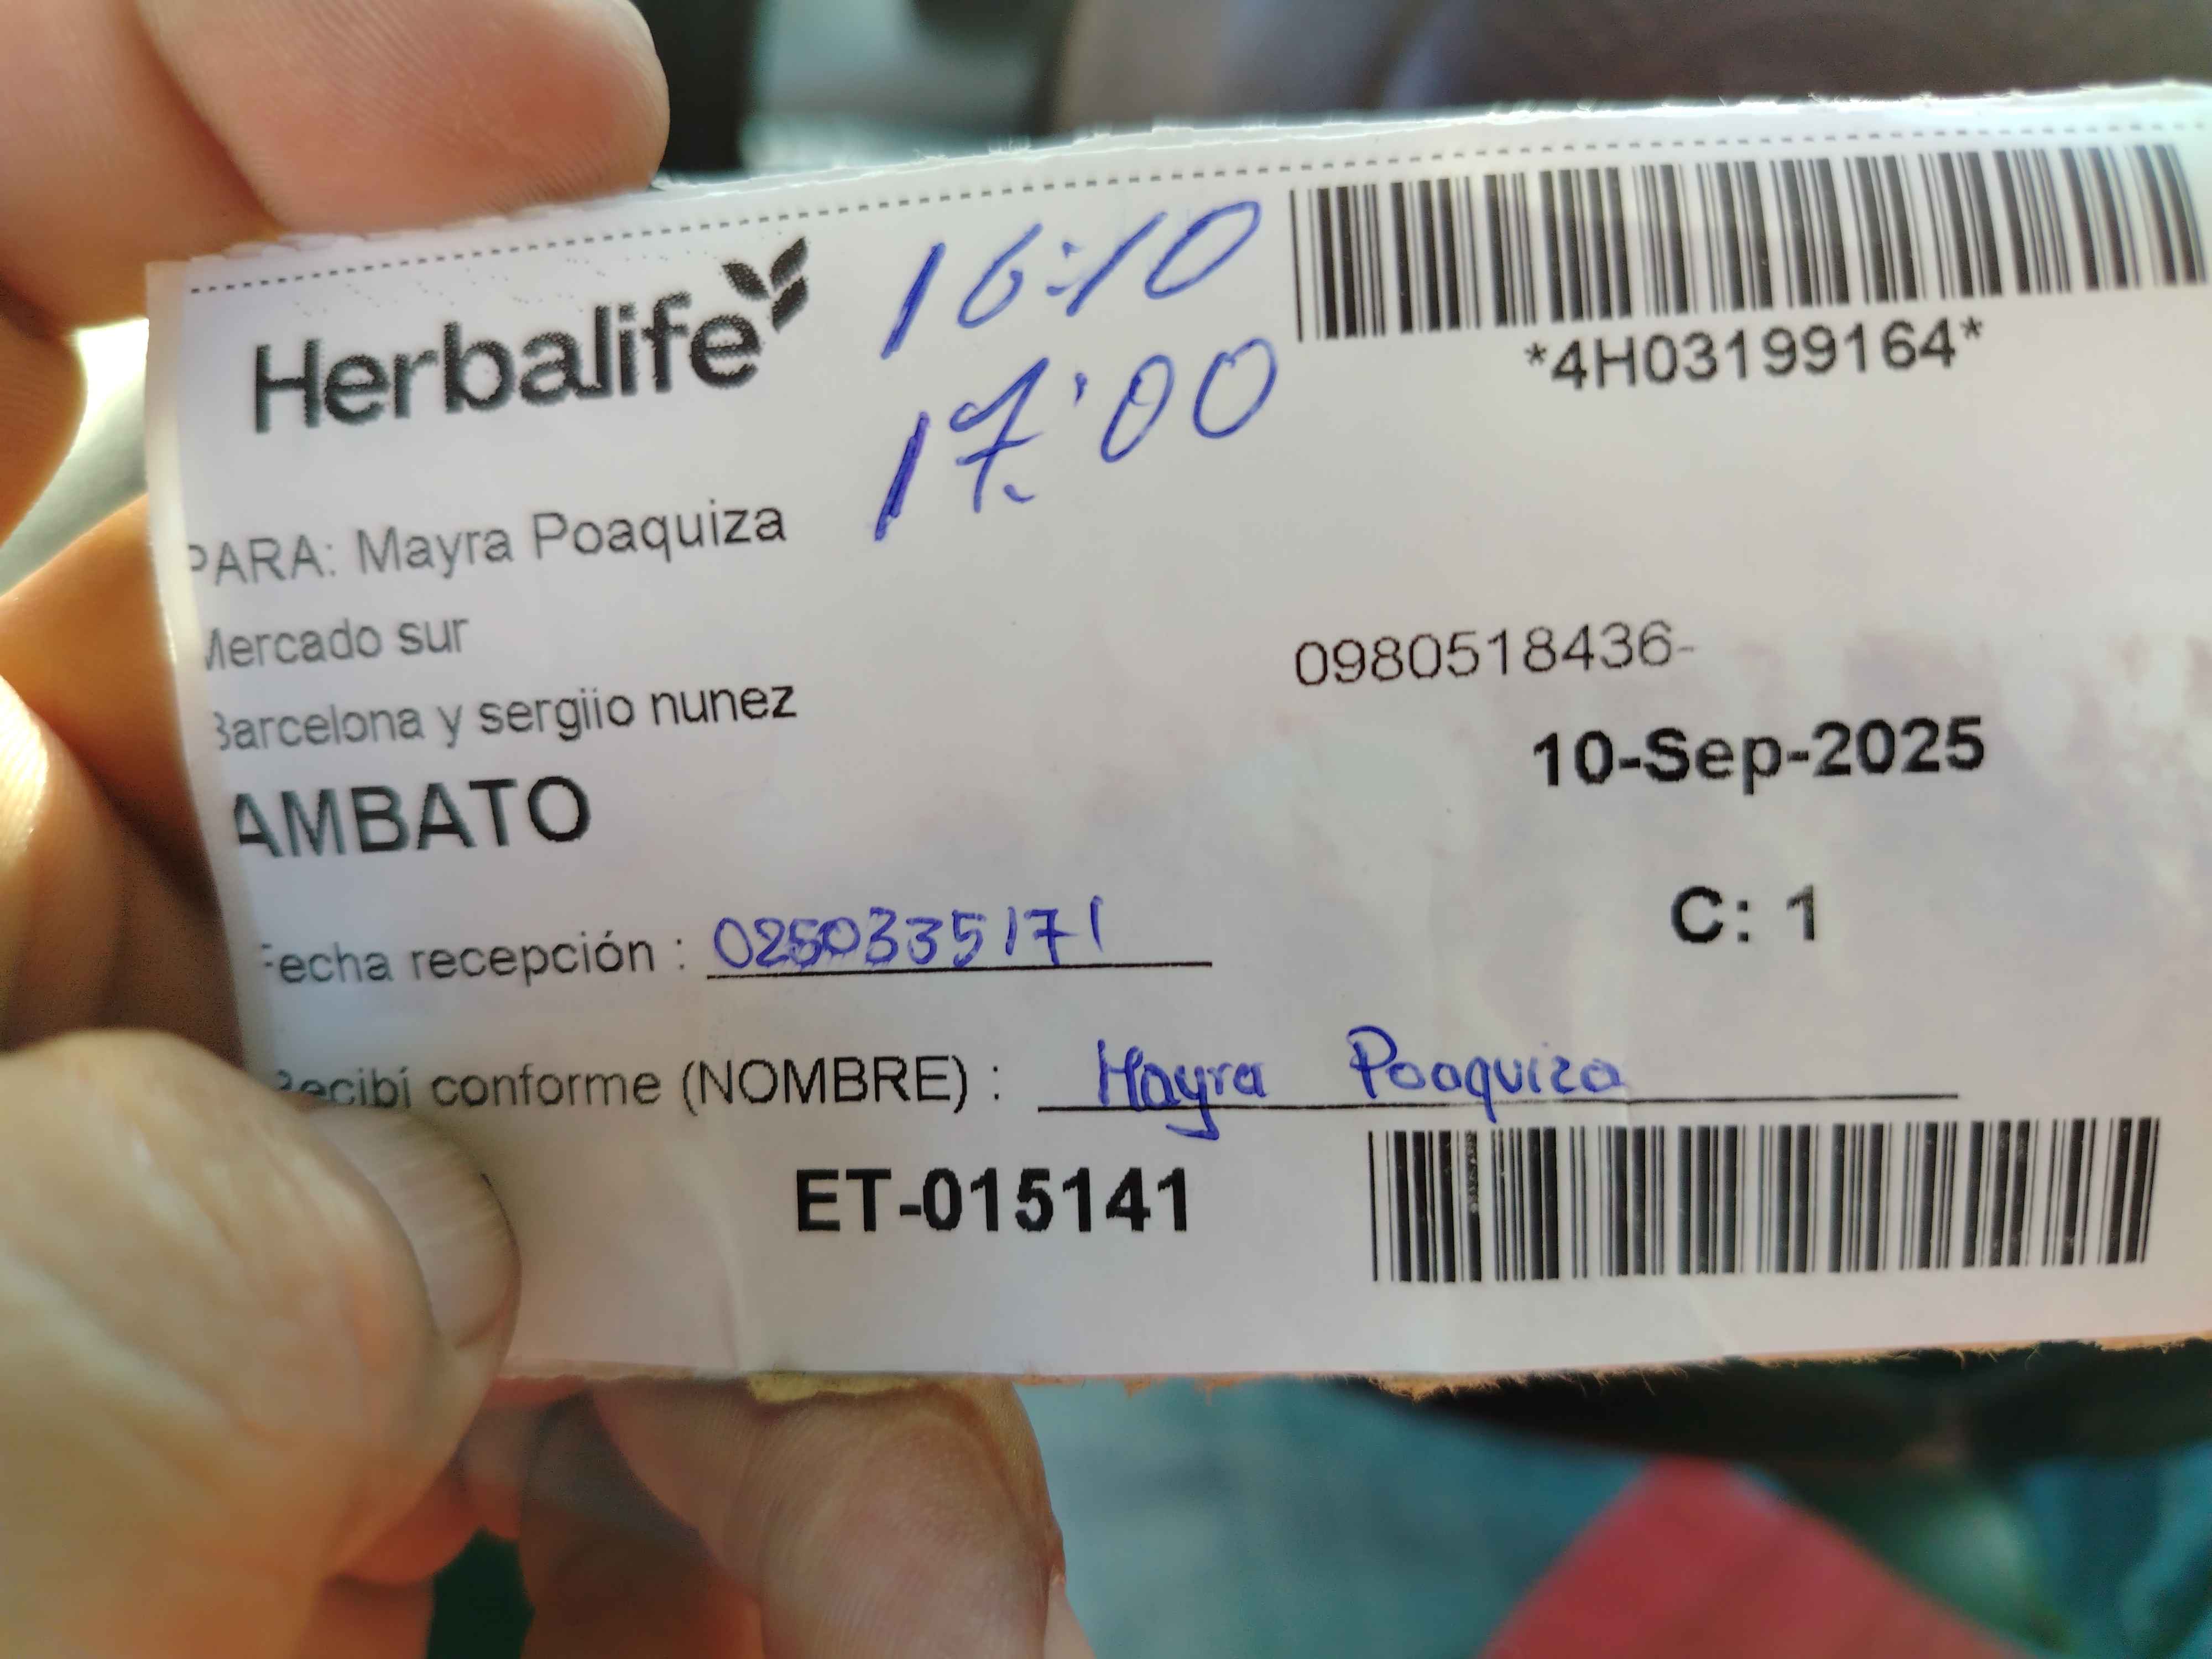 Herbalife
16:10
17:00
*4H03199164*
PARA: Mayra Poaquiza
Mercado sur
0980518436-
Barcelona y sergiio nunez
10-Sep-2025
AMBATO
C: 1
Fecha recepción : 0250335171
Recibí conforme (NOMBRE) : Mayra Poaquiza
ET-015141